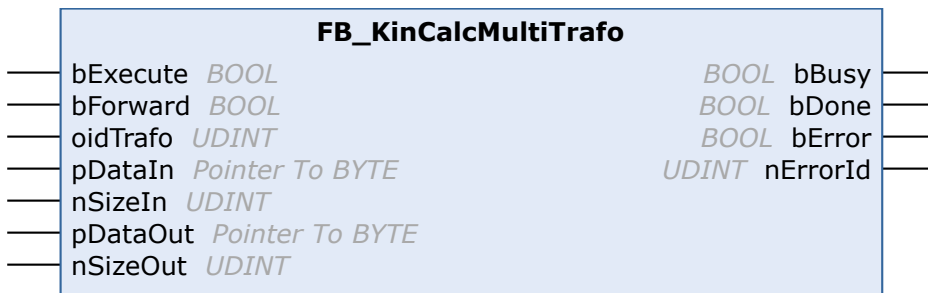 FB_KinCalcMultiTrafo
bExecute BOOL BOOL bBusy
bForward BOOL BOOL bDone
oidTrafo UDINT BOOL bError
pDataIn Pointer To BYTE UDINT nErrorId
nSizeIn UDINT
pDataOut Pointer To BYTE
nSizeOut UDINT